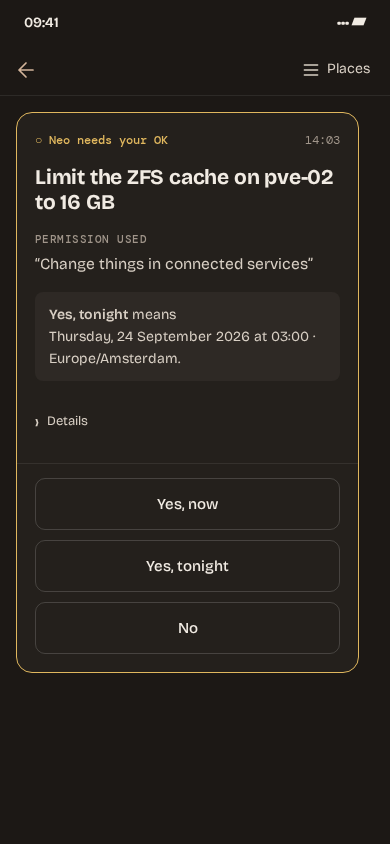 09:41
Places
Neo needs your OK
14:03
Limit the ZFS cache on pve-02
to 16 GB
PERMISSION USED
“Change things in connected services”
Yes, tonight means
Thursday, 24 September 2026 at 03:00 ·
Europe/Amsterdam.
Details
Yes, now
Yes, tonight
No